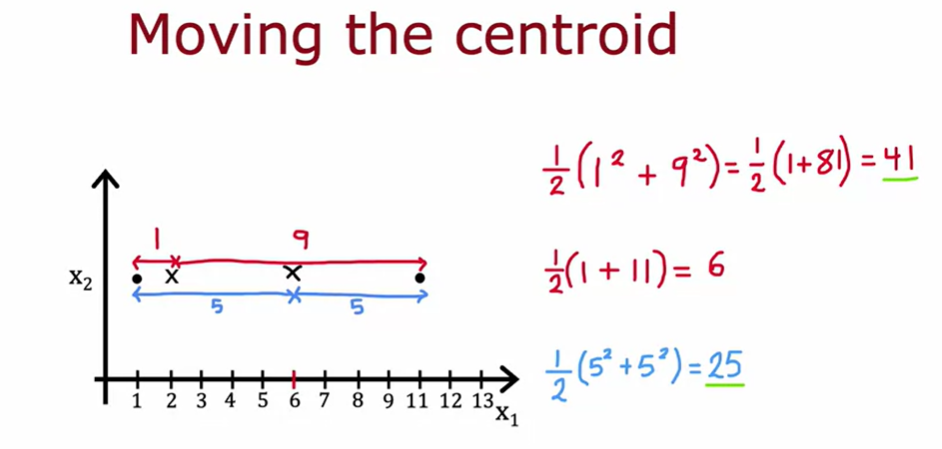 Moving the centroid
½(1² + 9²) = ½(1+81) = 41
1 9
x₂
½(1 + 11) = 6
5 5
½(5² + 5²) = 25
1 2 3 4 5 6 7 8 9 11 12 13
x₁